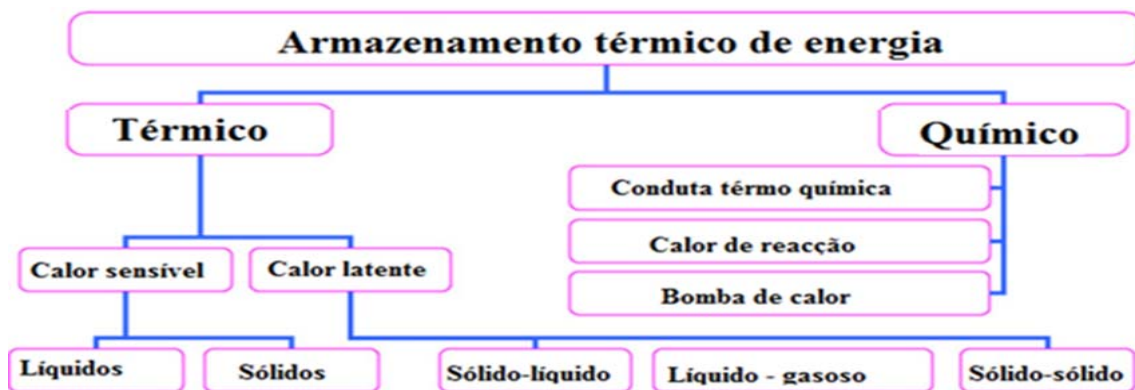 Armazenamento térmico de energia
Térmico
Químico
Conduta térmo química
Calor de reacção
Bomba de calor
Calor sensível
Calor latente
Líquidos
Sólidos
Sólido-líquido
Líquido - gasoso
Sólido-sólido